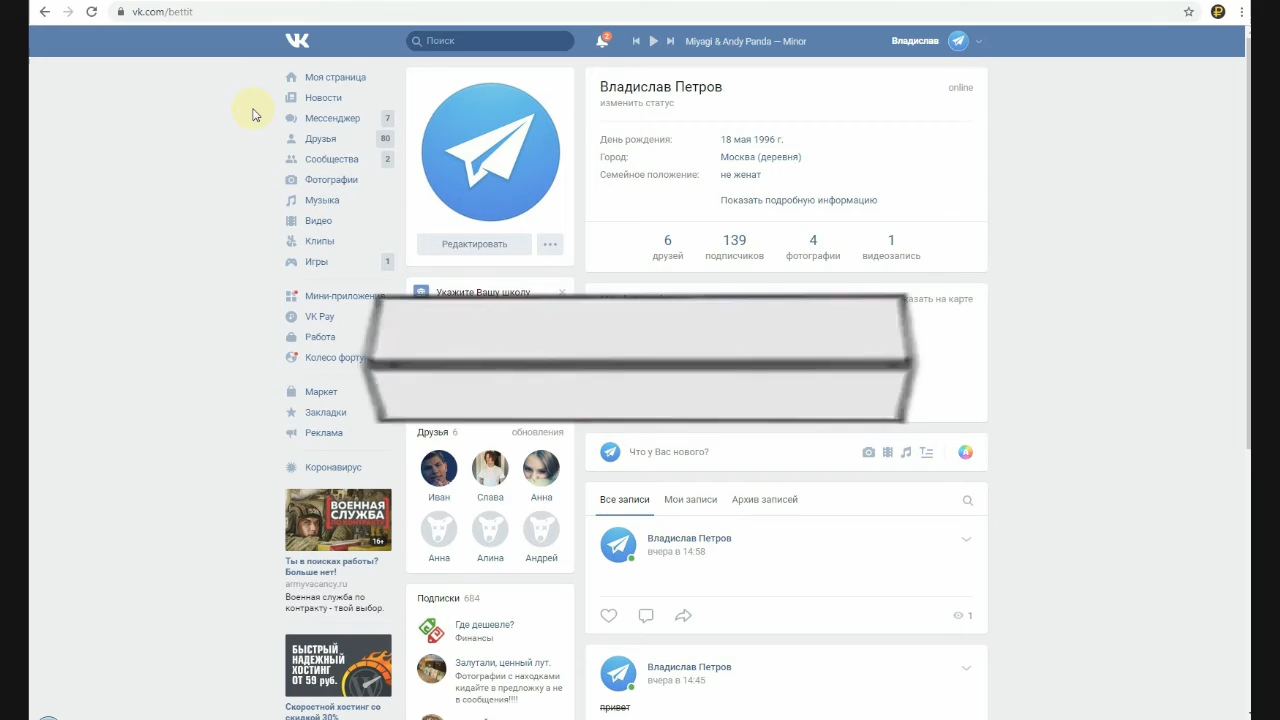 vk.com/bettit
Поиск
2
Miyagi & Andy Panda — Minor
Владислав
Моя страница
Новости
Мессенджер 7
Друзья 80
Сообщества 2
Фотографии
Музыка
Видео
Клипы
Игры 1
Мини-приложения
VK Pay
Работа
Колесо форту
Маркет
Закладки
Реклама
Коронавирус
ВОЕННАЯ
СЛУЖБА
ПО КОНТРАКТУ
16+
Ты в поисках работы?
Больше нет!
armyvacancy.ru
Военная служба по
контракту - твой выбор.
БЫСТРЫЙ
НАДЕЖНЫЙ
ХОСТИНГ
ОТ 59 РУБ.
Скоростной хостинг со
скидкой 30%
Редактировать
Укажите Вашу школу
Друзья 6
обновления
Иван
Слава
Анна
Анна
Алина
Андрей
Подписки 684
Где дешевле?
Финансы
Залутали, ценный лут.
Фотографии с находками
кидайте в предложку а не
в сообщения!!!!
Владислав Петров
online
изменить статус
День рождения: 18 мая 1996 г.
Город: Москва (деревня)
Семейное положение: не женат
Показать подробную информацию
6 друзей
139 подписчиков
4 фотографии
1 видеозапись
казать на карте
Что у Вас нового?
Все записи
Мои записи
Архив записей
Владислав Петров
вчера в 14:58
1
Владислав Петров
вчера в 14:45
привет